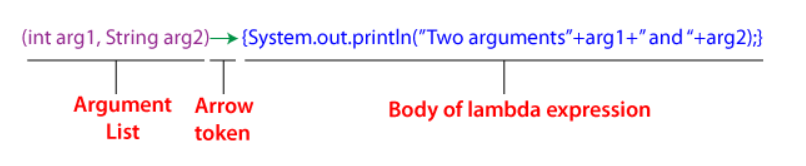 (int arg1, String arg2)→{System.out.println(”Two arguments”+arg1+” and “+arg2);}
Argument List
Arrow token
Body of lambda expression